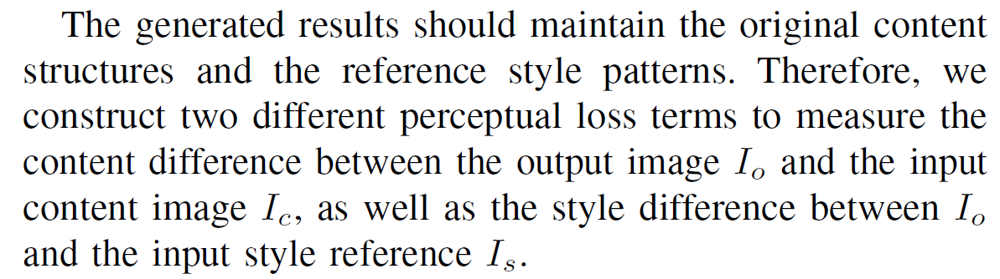 The generated results should maintain the original content
structures and the reference style patterns. Therefore, we
construct two different perceptual loss terms to measure the
content difference between the output image I_o and the input
content image I_c, as well as the style difference between I_o
and the input style reference I_s.